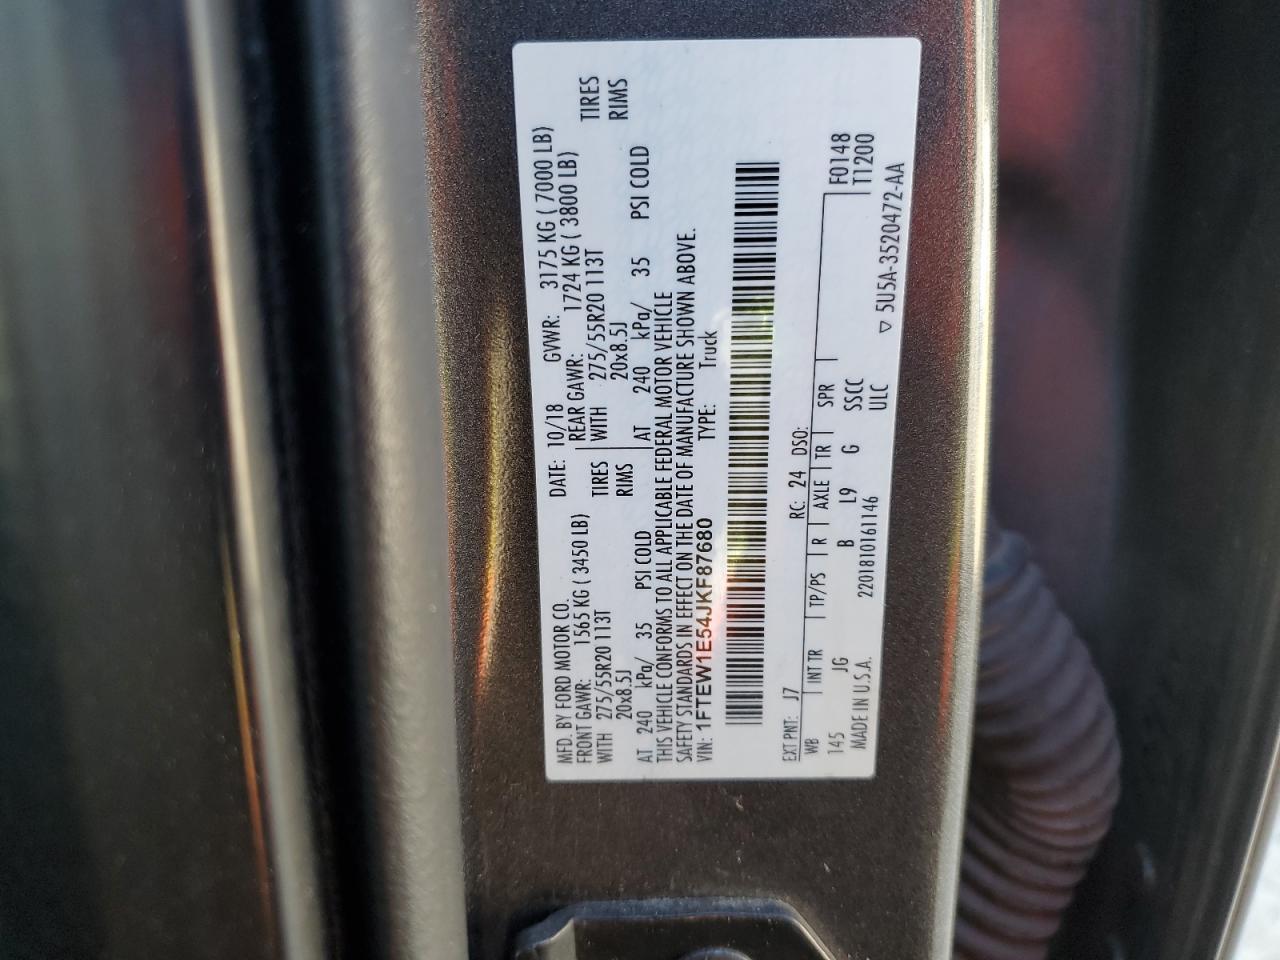 MFD. BY FORD MOTOR CO. DATE: 10/18 GVWR: 3175 KG ( 7000 LB)
FRONT GAWR: 1565 KG ( 3450 LB) REAR GAWR: 1724 KG ( 3800 LB)
WITH 275/55R20 113T TIRES WITH 275/55R20 113T TIRES
20x8.5J RIMS 20x8.5J RIMS
AT 240 kPa/ 35 PSI COLD AT 240 kPa/ 35 PSI COLD
THIS VEHICLE CONFORMS TO ALL APPLICABLE FEDERAL MOTOR VEHICLE
SAFETY STANDARDS IN EFFECT ON THE DATE OF MANUFACTURE SHOWN ABOVE.
VIN: 1FTEW1E54JKF87680 TYPE: Truck
EXT PNT: J7 RC: 24 DSO:
WB INT TR TP/PS R AXLE TR SPR F0148
145 JG B L9 G SSCC T1200
MADE IN U.S.A. 2201810161146 ULC
▽ 5U5A-3520472-AA